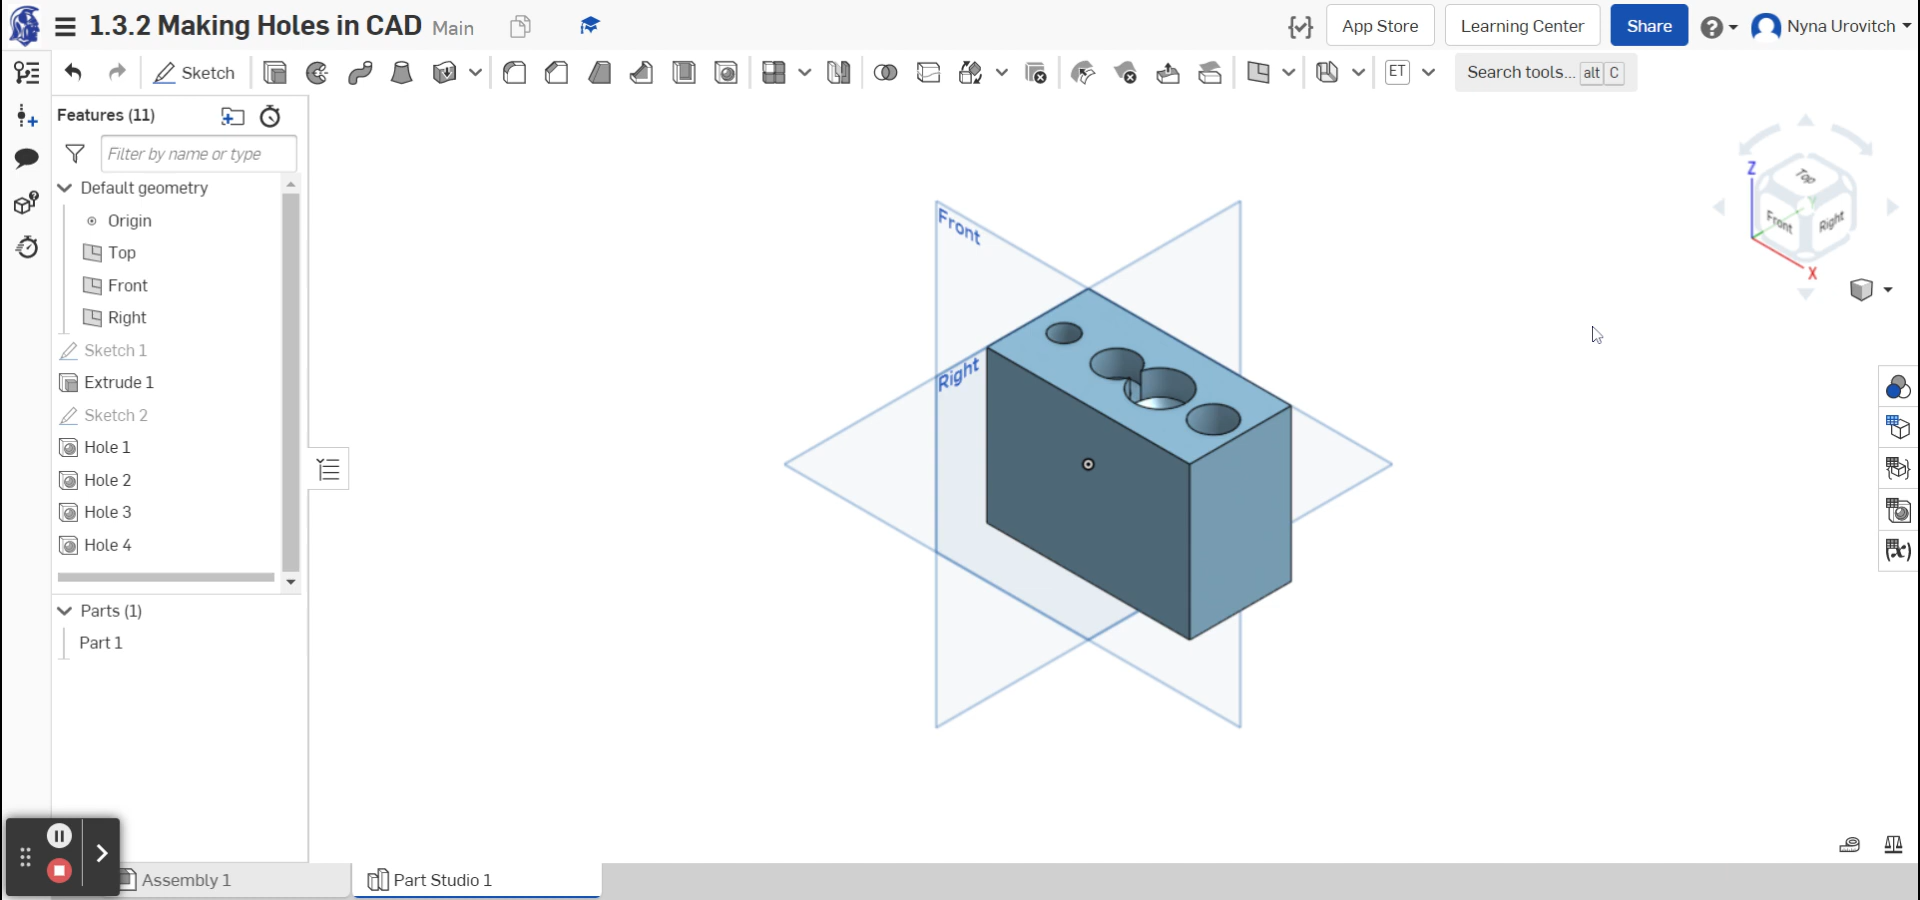 1.3.2 Making Holes in CAD Main
App Store
Learning Center
Share
Nyna Urovitch
Sketch
ET
Search tools... alt C
Features (11)
Filter by name or type
Default geometry
Origin
Top
Front
Right
Sketch 1
Extrude 1
Sketch 2
Hole 1
Hole 2
Hole 3
Hole 4
Parts (1)
Part 1
Front
Right
Z
Top
Front
Right
X
Assembly 1
Part Studio 1